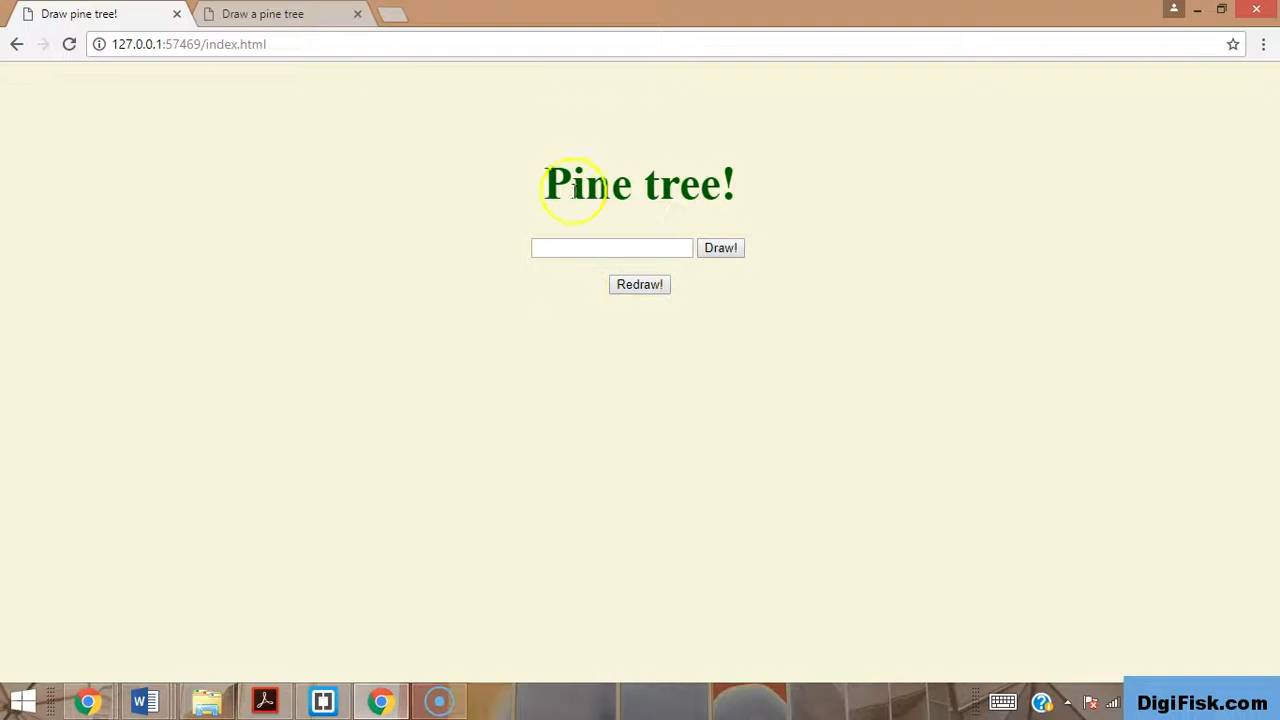 Draw pine tree!
Draw a pine tree
127.0.0.1:57469/index.html
Pine tree!
Draw!
Redraw!
DigiFisk.com